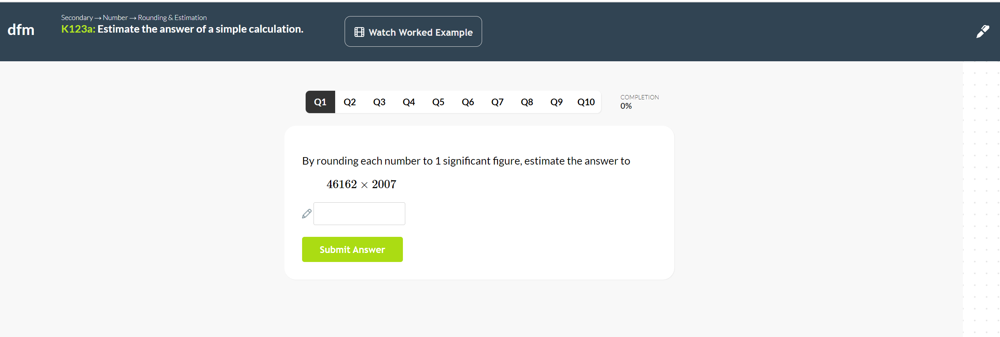 dfm
Secondary → Number → Rounding & Estimation
K123a: Estimate the answer of a simple calculation.
Watch Worked Example
Q1 Q2 Q3 Q4 Q5 Q6 Q7 Q8 Q9 Q10
COMPLETION
0%
By rounding each number to 1 significant figure, estimate the answer to
46162 × 2007
Submit Answer